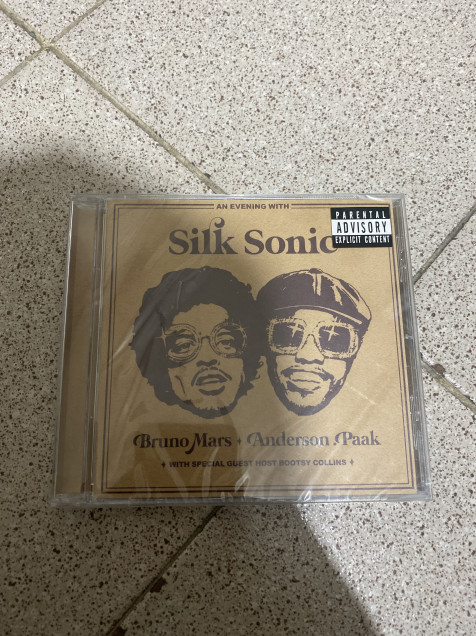 AN EVENING WITH
Silk Sonic
PARENTAL
ADVISORY
EXPLICIT CONTENT
Bruno Mars + Anderson .Paak
WITH SPECIAL GUEST HOST BOOTSY COLLINS